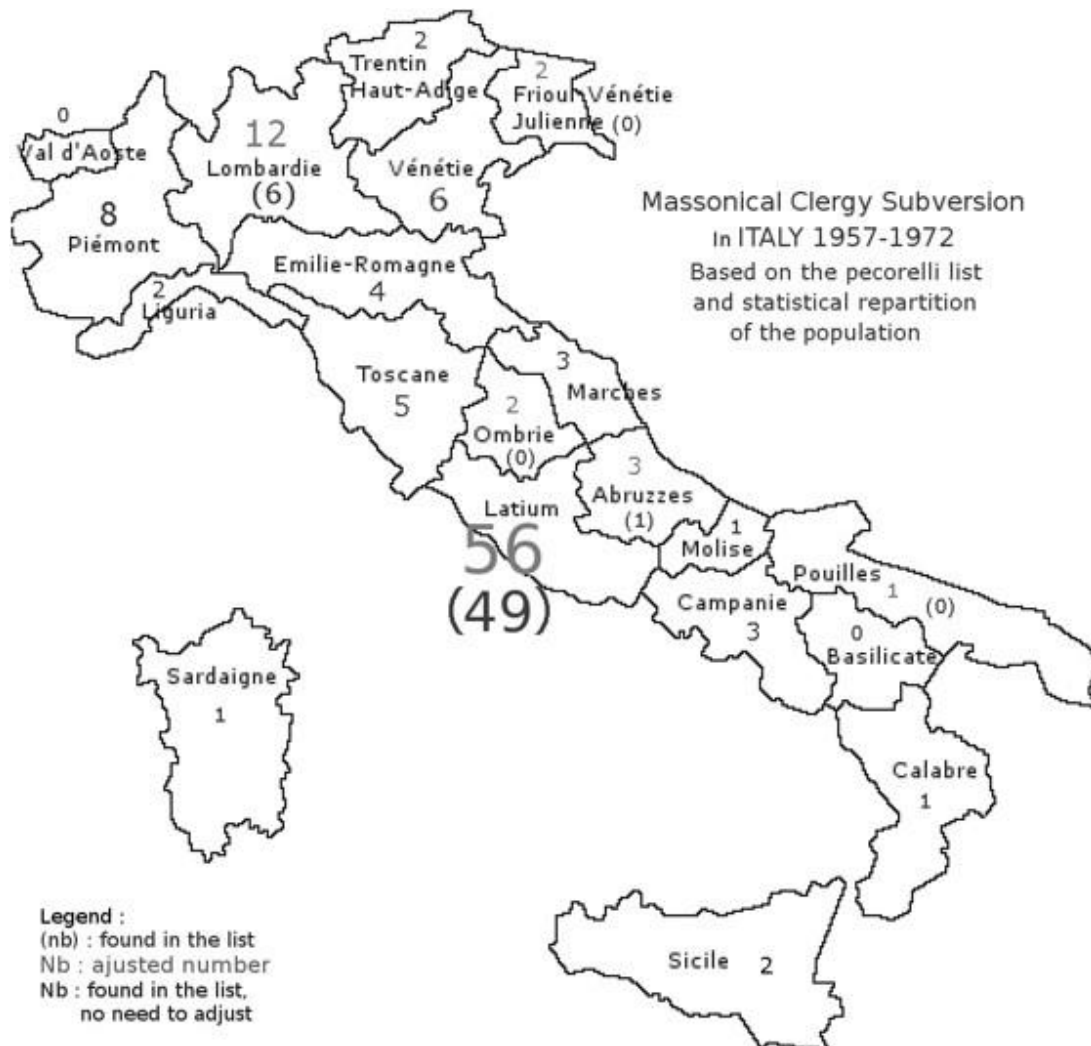 2
Trentin
Haut-Adige
2
Frioul-Vénétie
Julienne (0)
0
Val d'Aoste
12
Lombardie
(6)
Vénétie
6
Massonical Clergy Subversion
In ITALY 1957-1972
Based on the pecorelli list
and statistical repartition
of the population
8
Piémont
Emilie-Romagne
4
2
Liguria
Toscane
5
3
Marches
2
Ombrie
(0)
3
Abruzzes
(1)
Latium
56
(49)
1
Molise
Pouilles
1 (0)
Campanie
3
0
Basilicate
Sardaigne
1
Calabre
1
Sicile 2
Legend :
(nb) : found in the list
Nb : ajusted number
Nb : found in the list,
no need to adjust